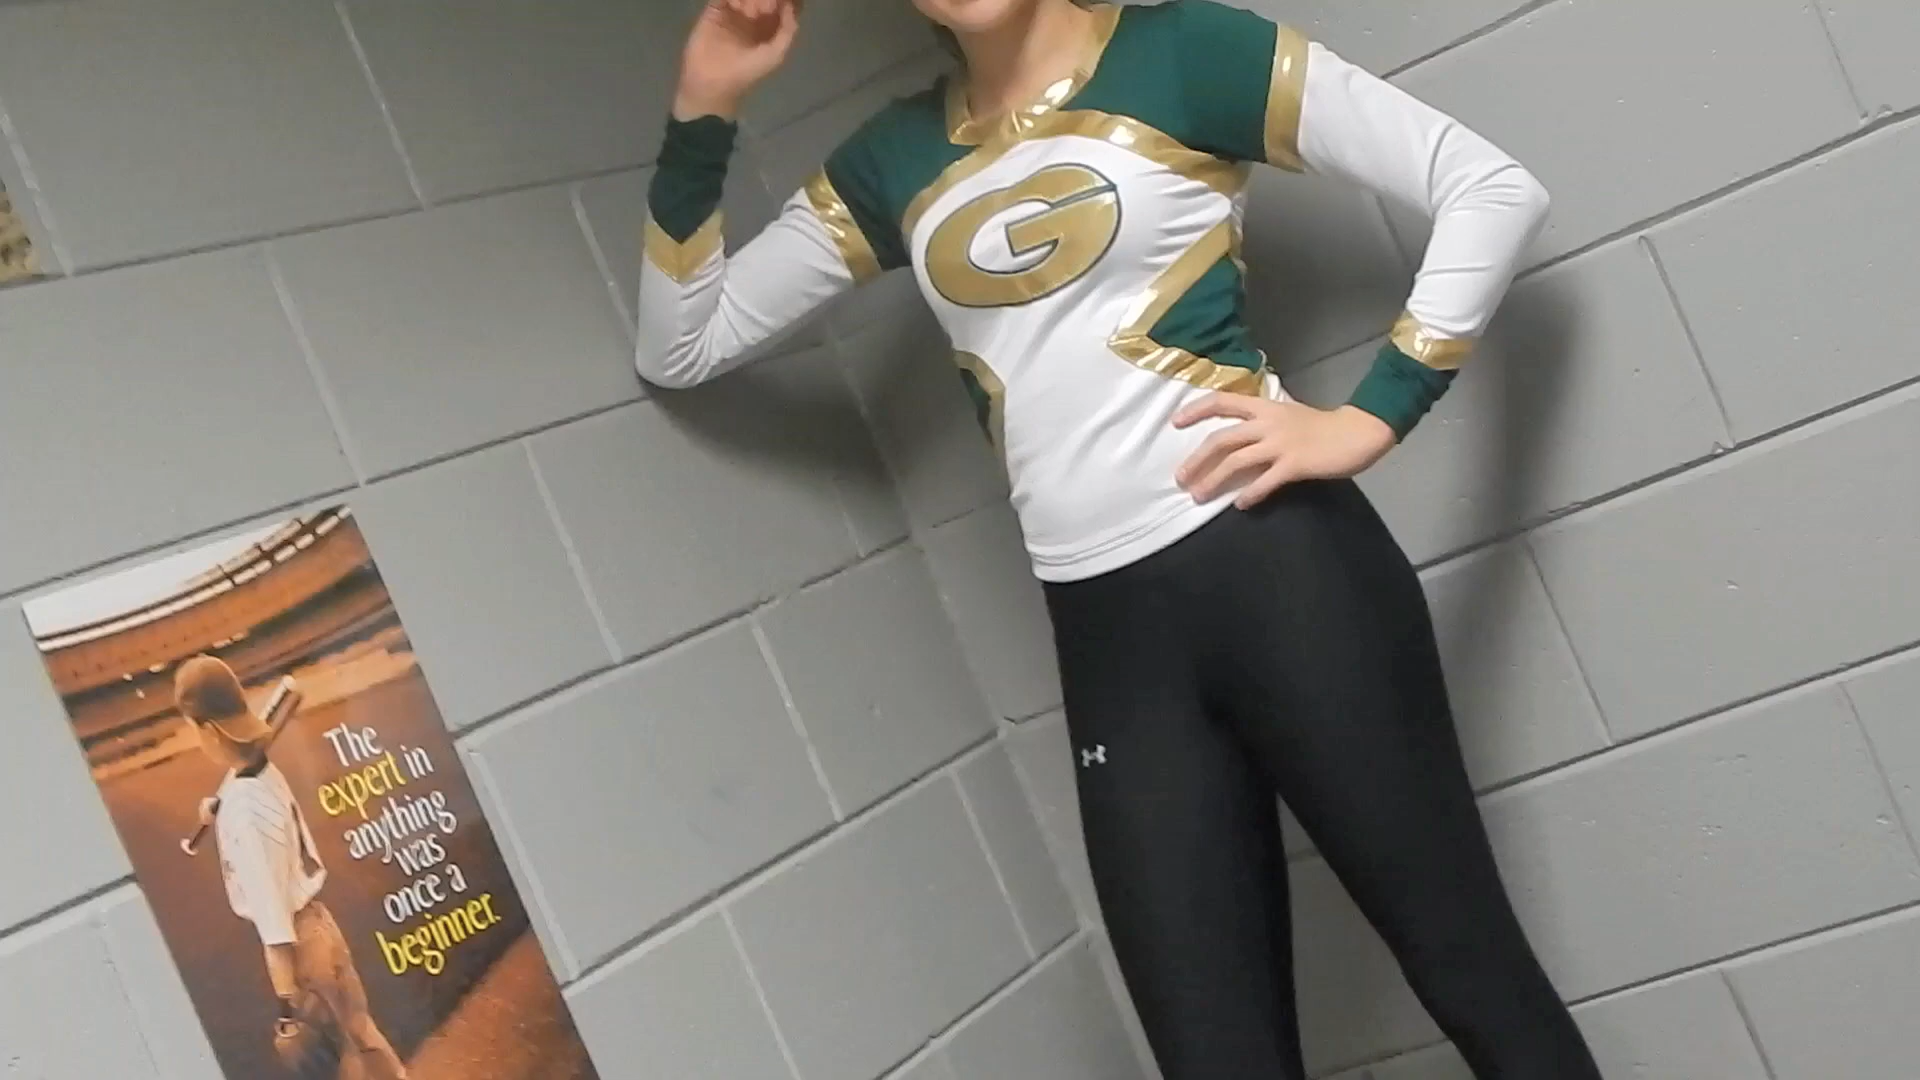 G
The
expert in
anything
was
once a
beginner.